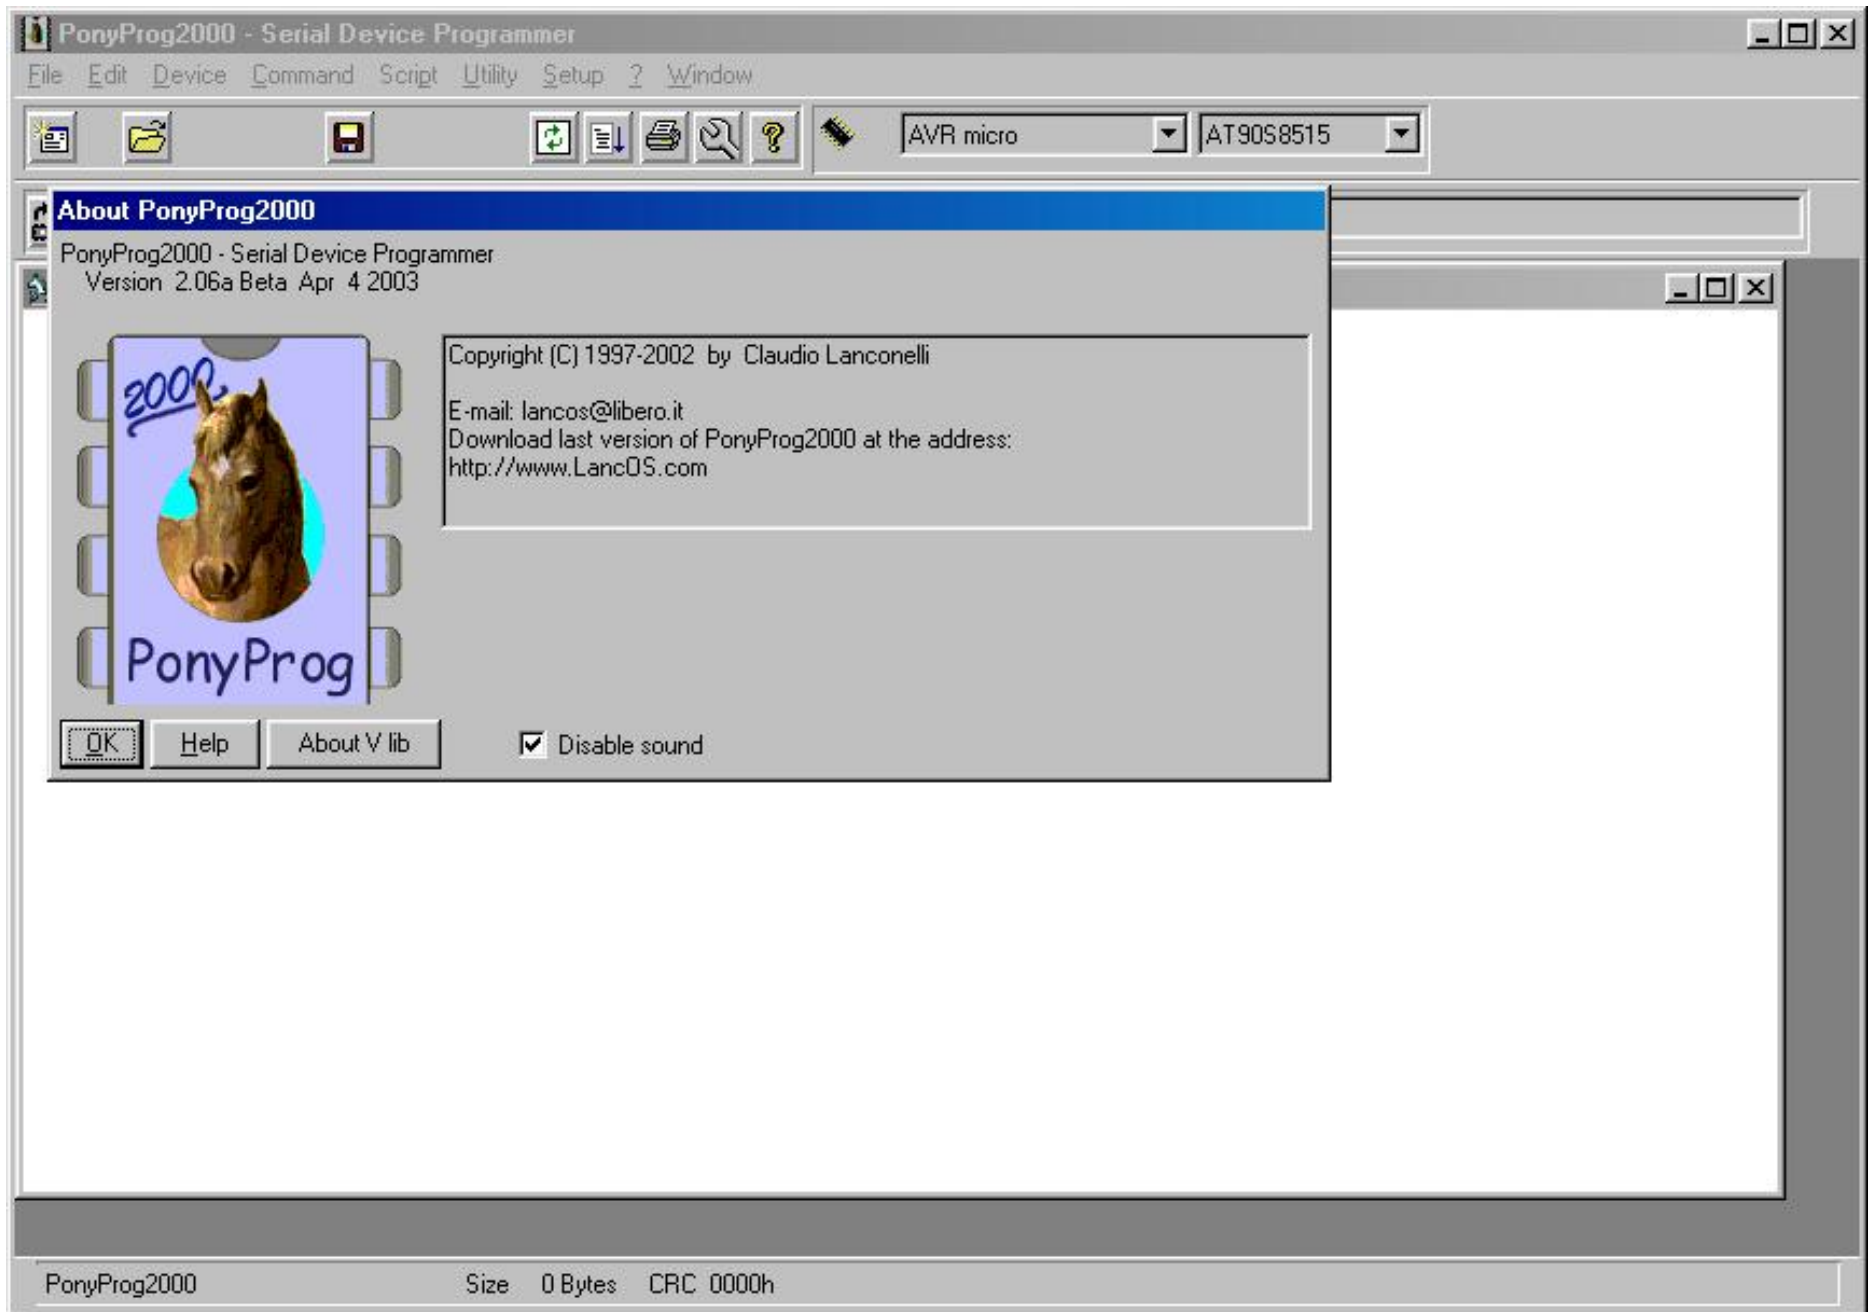 PonyProg2000 - Serial Device Programmer
File Edit Device Command Script Utility Setup ? Window
AVR micro AT90S8515
About PonyProg2000
PonyProg2000 - Serial Device Programmer
Version 2.06a Beta Apr 4 2003
2000
PonyProg
Copyright (C) 1997-2002 by Claudio Lanconelli
E-mail: lancos@libero.it
Download last version of PonyProg2000 at the address:
http://www.LancOS.com
OK Help About V lib Disable sound
PonyProg2000 Size 0 Bytes CRC 0000h